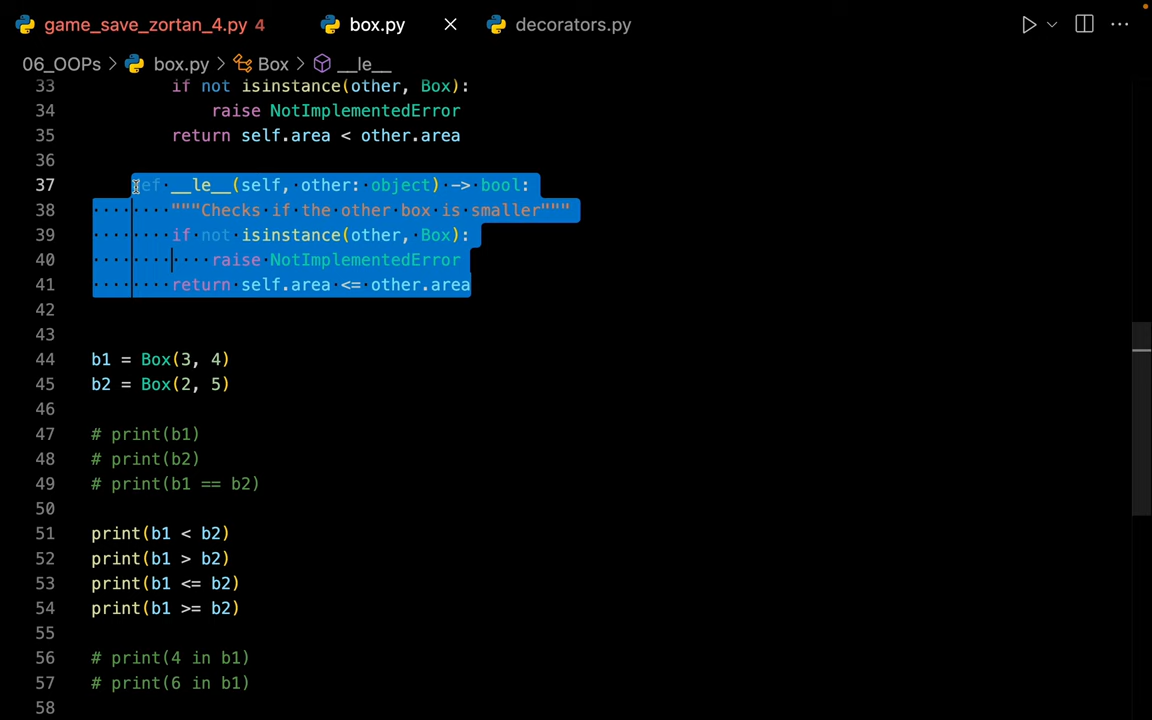 game_save_zortan_4.py 4 box.py decorators.py
06_OOPs > box.py > Box > __le__
33 if not isinstance(other, Box):
34 raise NotImplementedError
35 return self.area < other.area
36
37 def __le__(self, other: object) -> bool:
38 """Checks if the other box is smaller"""
39 if not isinstance(other, Box):
40 raise NotImplementedError
41 return self.area <= other.area
42
43
44 b1 = Box(3, 4)
45 b2 = Box(2, 5)
46
47 # print(b1)
48 # print(b2)
49 # print(b1 == b2)
50
51 print(b1 < b2)
52 print(b1 > b2)
53 print(b1 <= b2)
54 print(b1 >= b2)
55
56 # print(4 in b1)
57 # print(6 in b1)
58